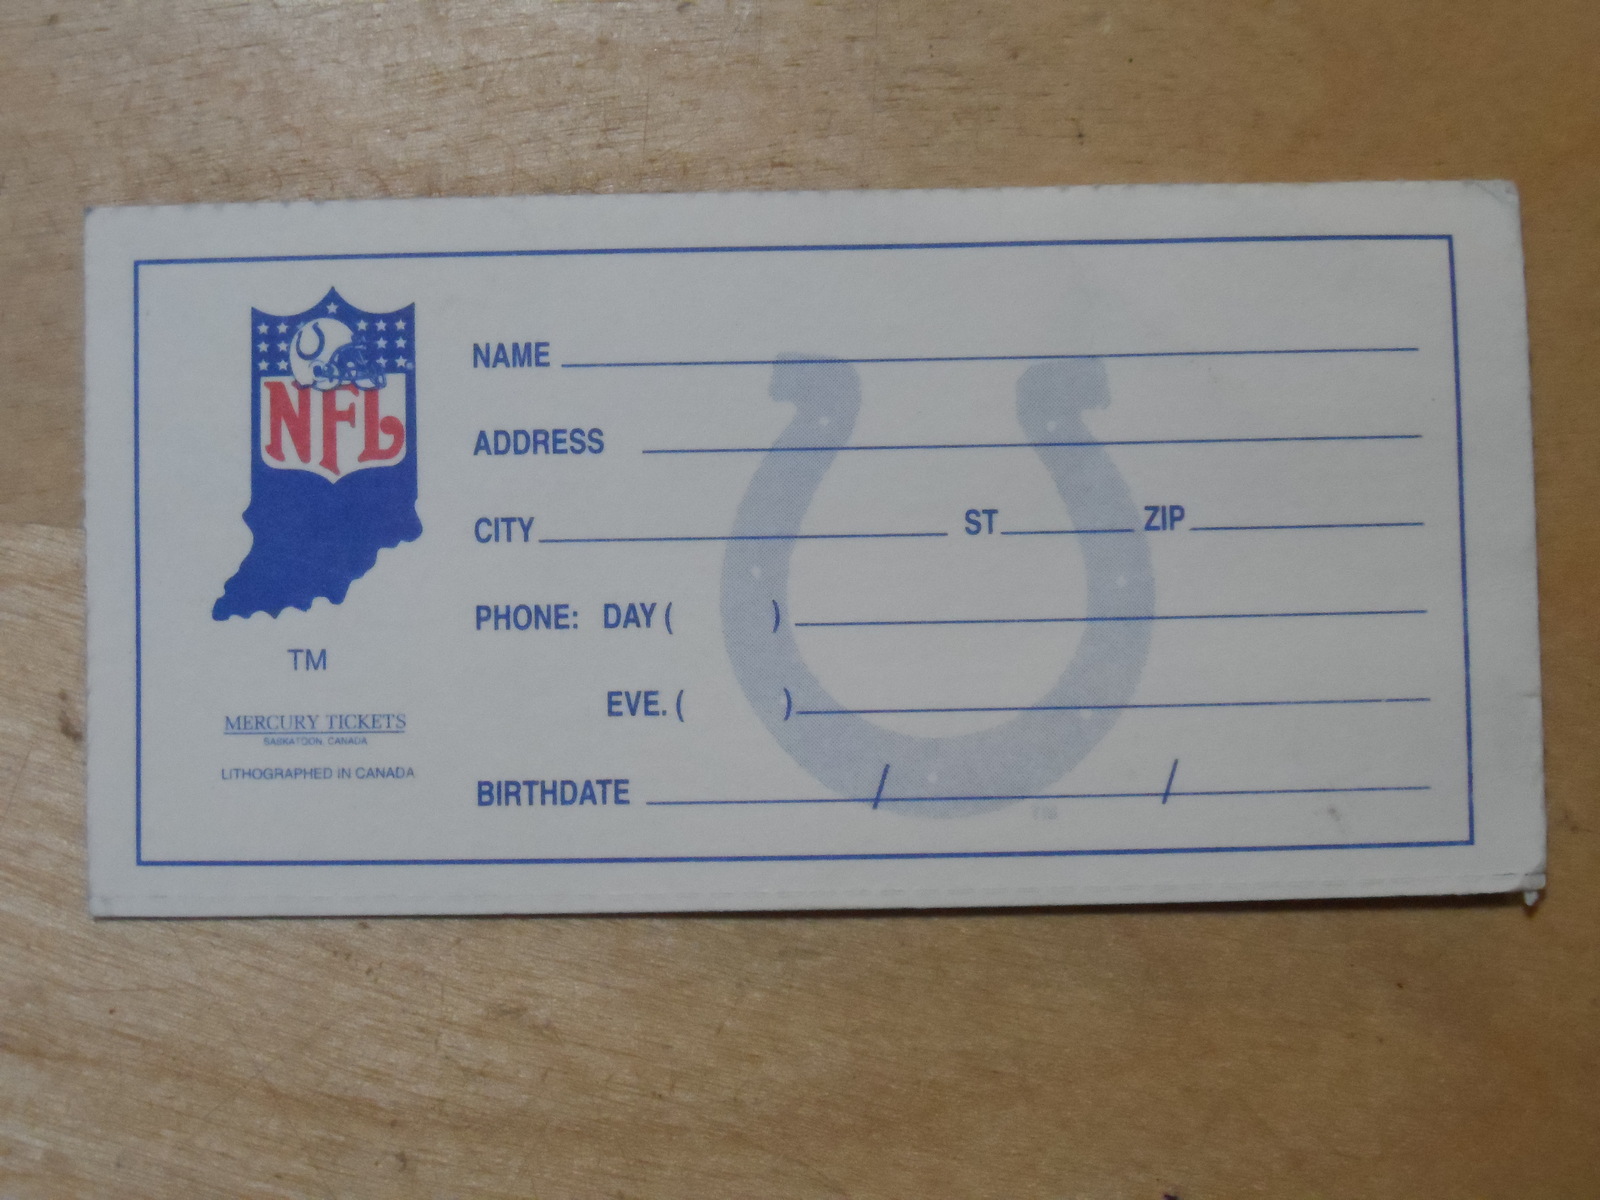 NFL
TM
MERCURY TICKETS
SASKATOON, CANADA
LITHOGRAPHED IN CANADA
NAME
ADDRESS
CITY ST ZIP
PHONE: DAY ( )
EVE. ( )
BIRTHDATE / /